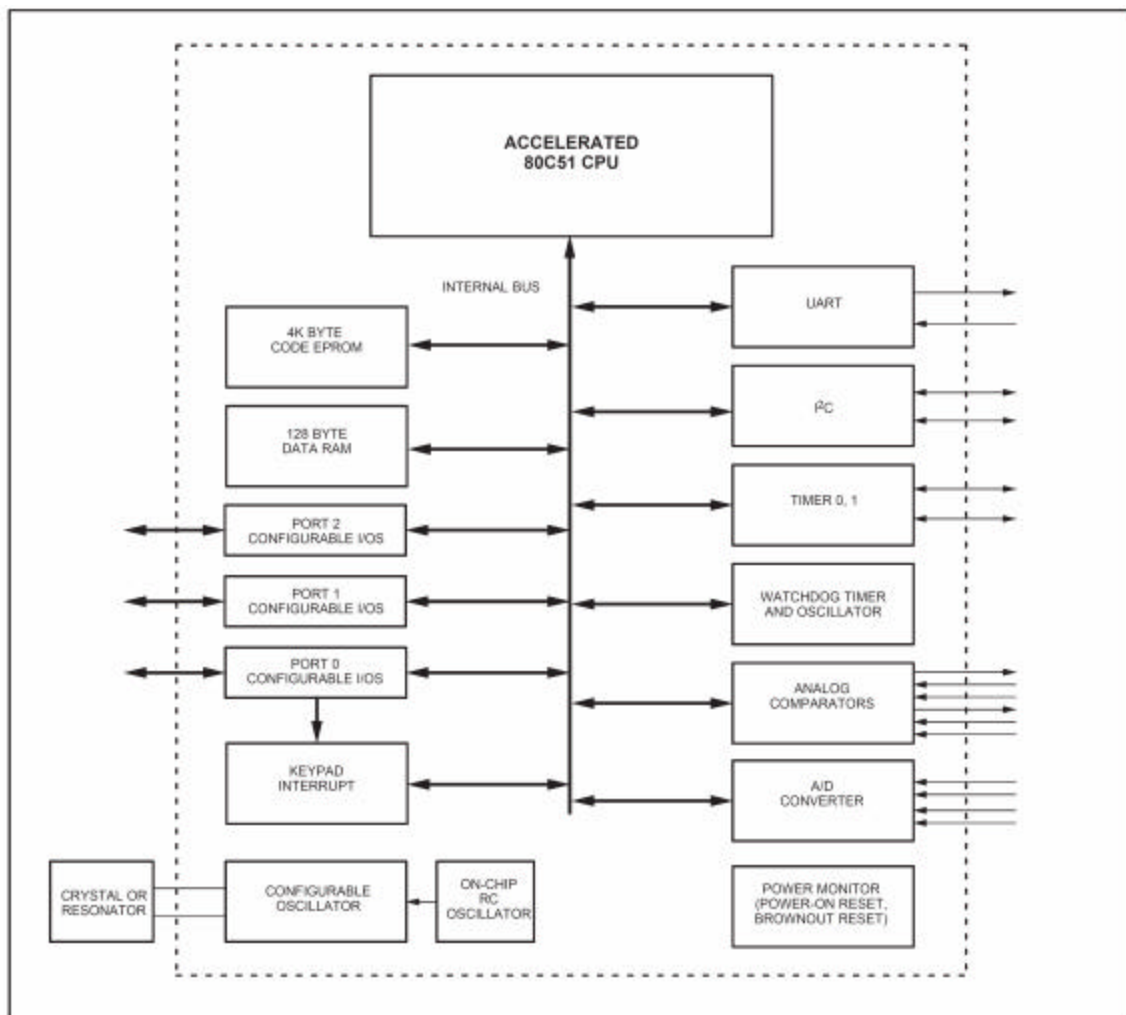 ACCELERATED
80C51 CPU
INTERNAL BUS
4K BYTE
CODE EPROM
128 BYTE
DATA RAM
PORT 2
CONFIGURABLE I/OS
PORT 1
CONFIGURABLE I/OS
PORT 0
CONFIGURABLE I/OS
KEYPAD
INTERRUPT
CRYSTAL OR
RESONATOR
CONFIGURABLE
OSCILLATOR
ON-CHIP
RC
OSCILLATOR
UART
I²C
TIMER 0, 1
WATCHDOG TIMER
AND OSCILLATOR
ANALOG
COMPARATORS
A/D
CONVERTER
POWER MONITOR
(POWER-ON RESET,
BROWNOUT RESET)